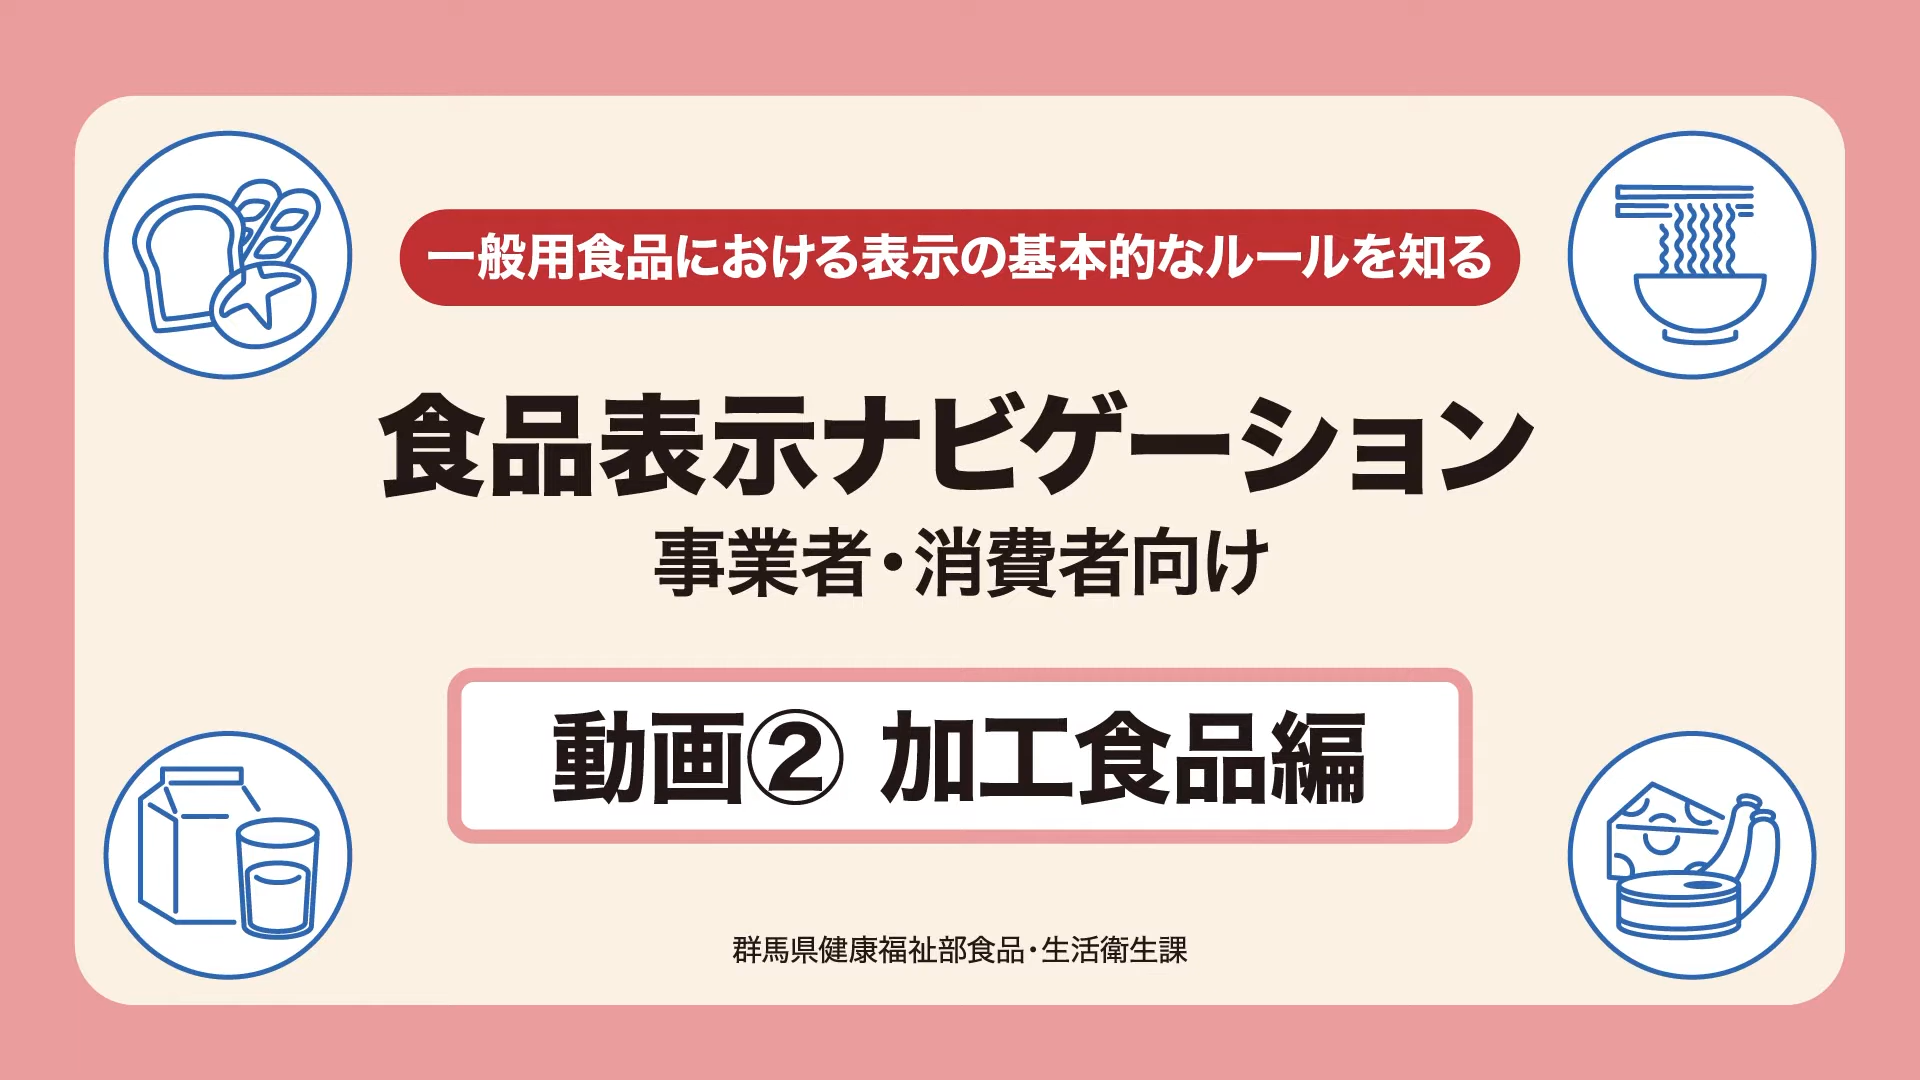 一般用食品における表示の基本的なルールを知る
食品表示ナビゲーション
事業者・消費者向け
動画② 加工食品編
群馬県健康福祉部食品・生活衛生課